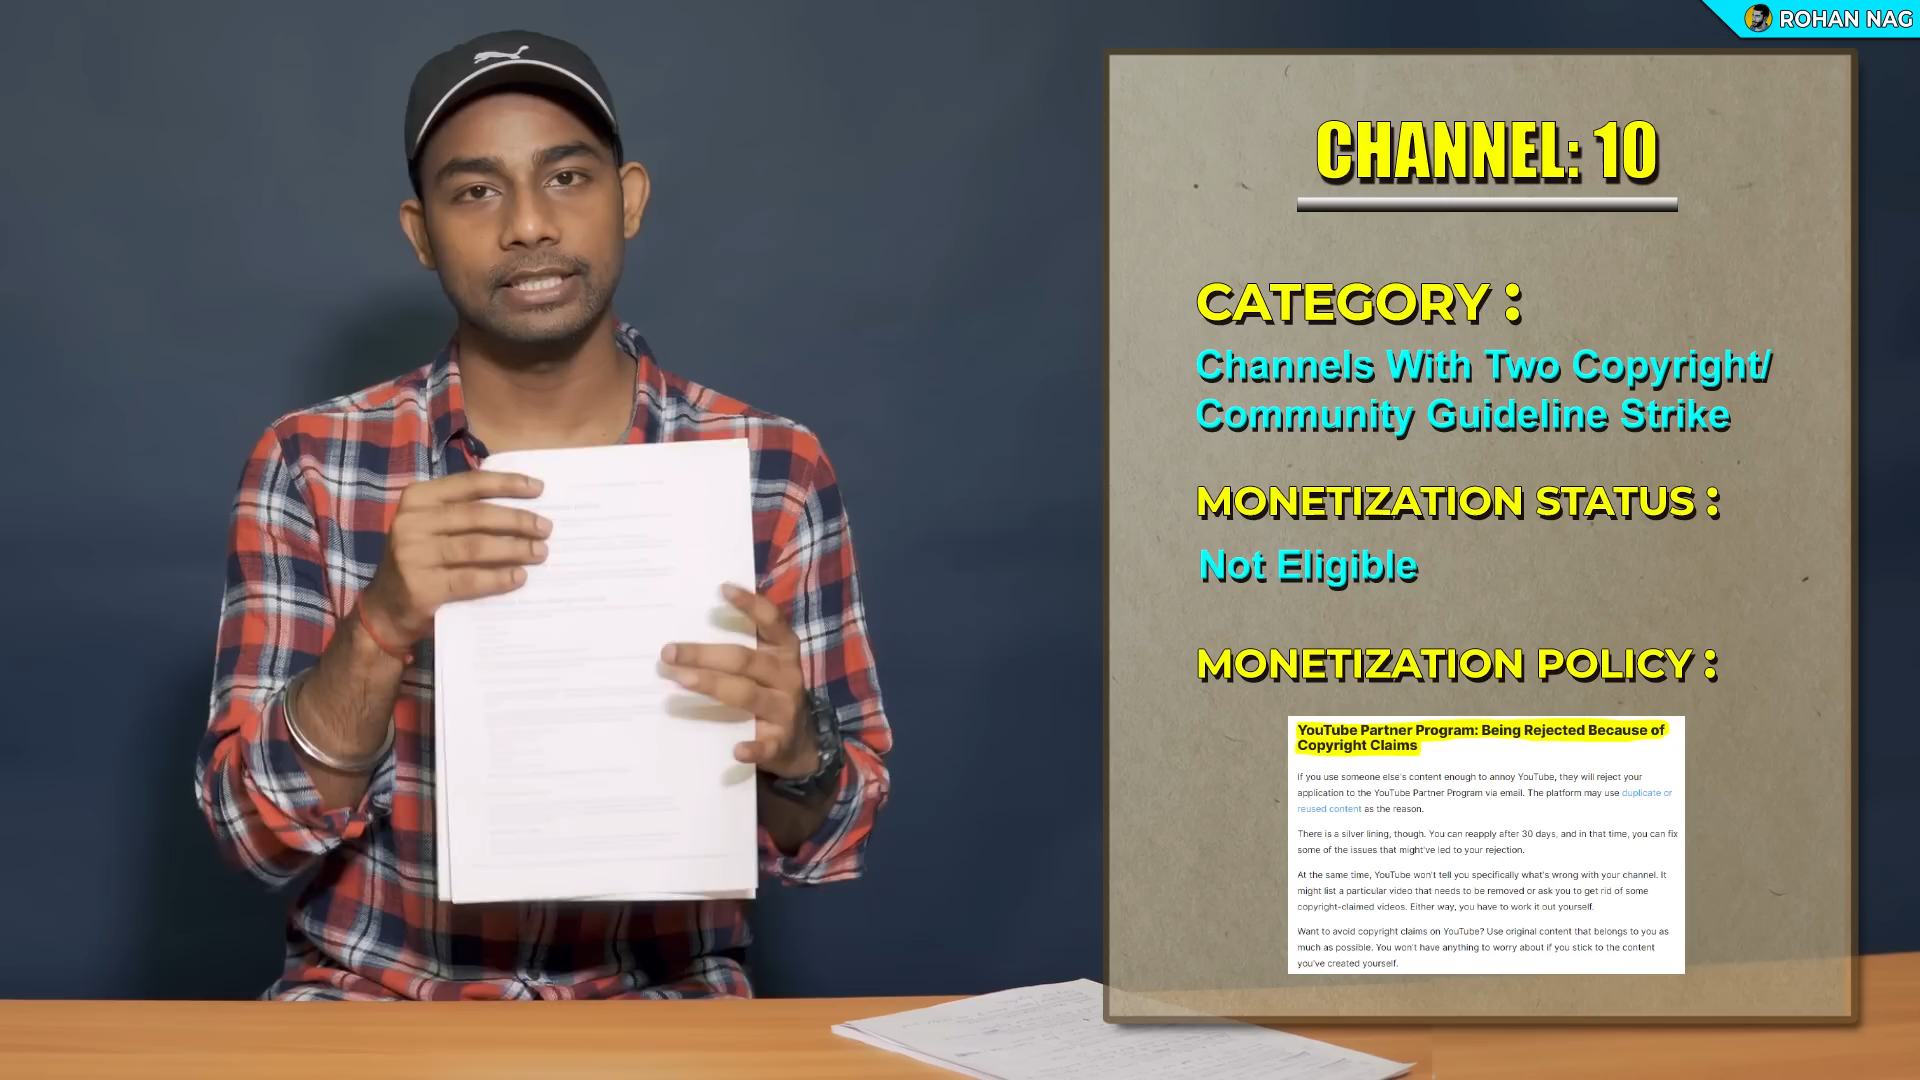 ROHAN NAG
CHANNEL: 10
CATEGORY :
Channels With Two Copyright/
Community Guideline Strike
MONETIZATION STATUS :
Not Eligible
MONETIZATION POLICY :
YouTube Partner Program: Being Rejected Because of
Copyright Claims
If you use someone else's content enough to annoy YouTube, they will reject your
application to the YouTube Partner Program via email. The platform may use duplicate or
reused content as the reason.
There is a silver lining, though. You can reapply after 30 days, and in that time, you can fix
some of the issues that might've led to your rejection.
At the same time, YouTube won't tell you specifically what's wrong with your channel. It
might list a particular video that needs to be removed or ask you to get rid of some
copyright-claimed videos. Either way, you have to work it out yourself.
Want to avoid copyright claims on YouTube? Use original content that belongs to you as
much as possible. You won't have anything to worry about if you stick to the content
you've created yourself.